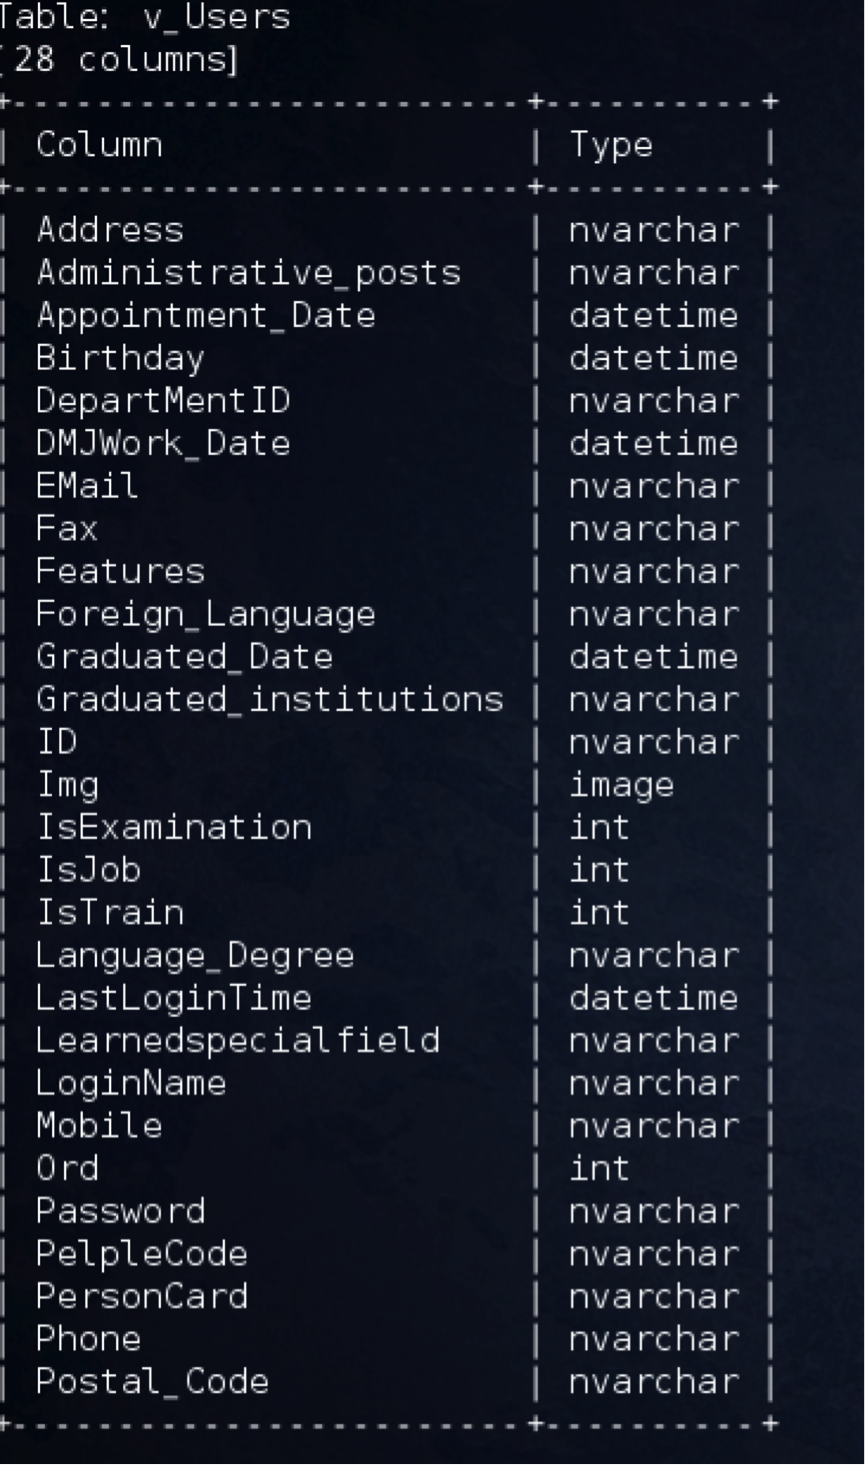 Table: v_Users
[28 columns]
+------------------------+----------+
| Column | Type |
+------------------------+----------+
| Address | nvarchar |
| Administrative_posts | nvarchar |
| Appointment_Date | datetime |
| Birthday | datetime |
| DepartMentID | nvarchar |
| DMJWork_Date | datetime |
| EMail | nvarchar |
| Fax | nvarchar |
| Features | nvarchar |
| Foreign_Language | nvarchar |
| Graduated_Date | datetime |
| Graduated_institutions | nvarchar |
| ID | nvarchar |
| Img | image |
| IsExamination | int |
| IsJob | int |
| IsTrain | int |
| Language_Degree | nvarchar |
| LastLoginTime | datetime |
| Learnedspecialfield | nvarchar |
| LoginName | nvarchar |
| Mobile | nvarchar |
| Ord | int |
| Password | nvarchar |
| PelpleCode | nvarchar |
| PersonCard | nvarchar |
| Phone | nvarchar |
| Postal_Code | nvarchar |
+------------------------+----------+